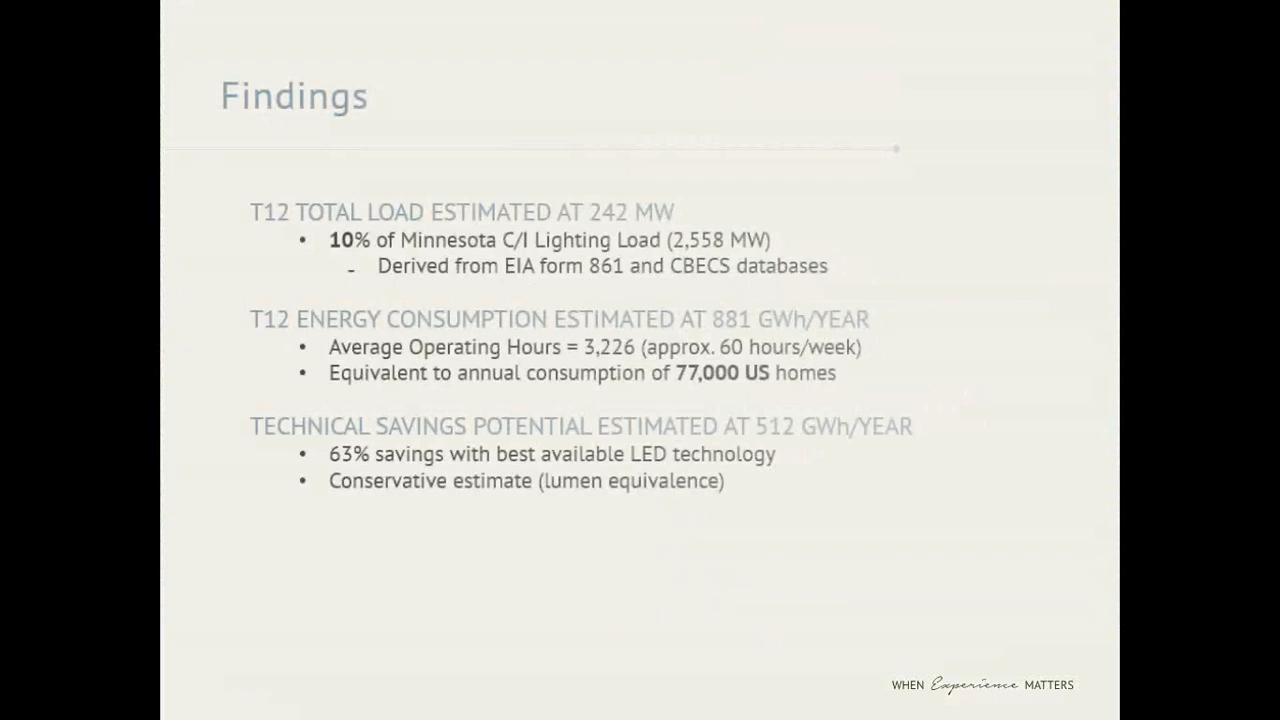 Findings
T12 TOTAL LOAD ESTIMATED AT 242 MW
• 10% of Minnesota C/I Lighting Load (2,558 MW)
- Derived from EIA form 861 and CBECS databases
T12 ENERGY CONSUMPTION ESTIMATED AT 881 GWh/YEAR
• Average Operating Hours = 3,226 (approx. 60 hours/week)
• Equivalent to annual consumption of 77,000 US homes
TECHNICAL SAVINGS POTENTIAL ESTIMATED AT 512 GWh/YEAR
• 63% savings with best available LED technology
• Conservative estimate (lumen equivalence)
WHEN Experience MATTERS